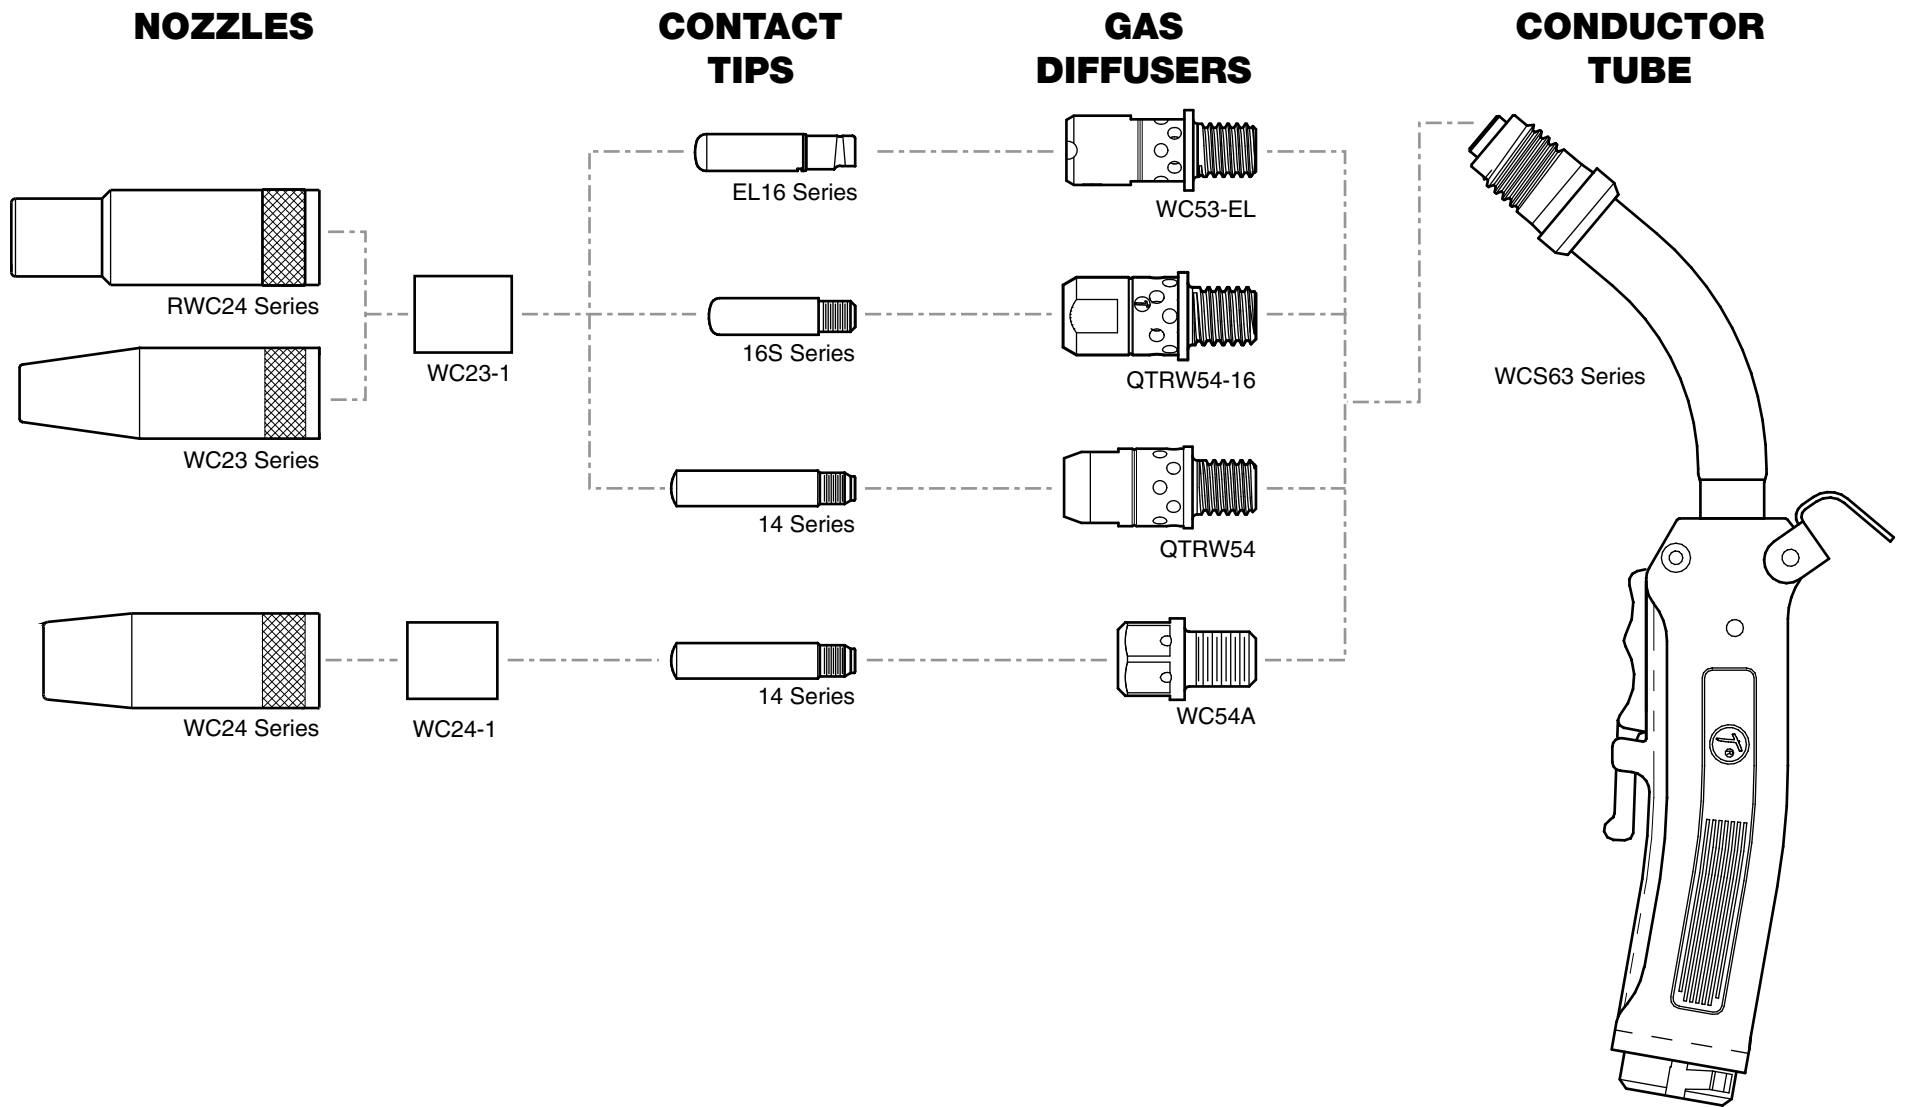 NOZZLES
CONTACT
TIPS
GAS
DIFFUSERS
CONDUCTOR
TUBE
EL16 Series
WC53-EL
RWC24 Series
WC23-1
16S Series
QTRW54-16
WCS63 Series
WC23 Series
14 Series
QTRW54
WC24 Series
WC24-1
14 Series
WC54A